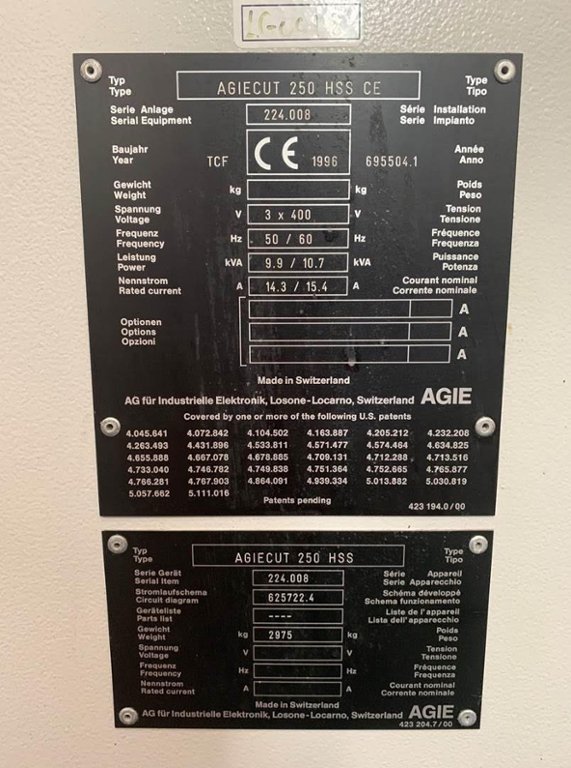 Typ Type AGIECUT 250 HSS CE Type Tipo
Serie Anlage Serial Equipment 224.008 Série Installation Serie Impianto
Baujahr Year TCF CE 1996 695504.1 Année Anno
Gewicht Weight kg kg Poids Peso
Spannung Voltage V 3 x 400 V Tension Tensione
Frequenz Frequency Hz 50 / 60 Hz Fréquence Frequenza
Leistung Power kVA 9.9 / 10.7 kVA Puissance Potenza
Nennstrom Rated current A 14.3 / 15.4 A Courant nominal Corrente nominale
Optionen Options Opzioni A A A
Made in Switzerland
AG für Industrielle Elektronik, Losone-Locarno, Switzerland AGIE
Covered by one or more of the following U.S. patents
4.045.641 4.072.842 4.104.502 4.163.887 4.205.212 4.232.208
4.263.493 4.431.896 4.533.811 4.571.477 4.574.464 4.634.825
4.655.888 4.667.078 4.678.885 4.709.131 4.712.288 4.713.516
4.733.040 4.746.782 4.749.838 4.751.364 4.752.665 4.765.877
4.766.281 4.767.903 4.864.091 4.939.334 5.013.882 5.030.819
5.057.662 5.111.016
Patents pending
423 194.0/00
Typ Type AGIECUT 250 HSS Type Tipo
Serie Gerät Serial Item 224.008 Série Appareil Serie Apparecchio
Stromlaufschema Circuit diagram 625722.4 Schéma développé Schema funzionamento
Geräteliste Parts list ---- Liste de l'appareil Lista dell'apparecchio
Gewicht Weight kg 2975 kg Poids Peso
Spannung Voltage V V Tension Tensione
Frequenz Frequency Hz Hz Fréquence Frequenza
Nennstrom Rated current A A Courant nominal Corrente nominale
Made in Switzerland
AG für Industrielle Elektronik, Losone-Locarno, Switzerland AGIE
423 204.7/00